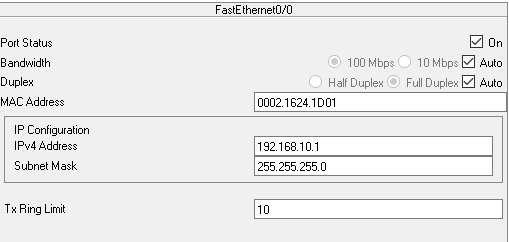 FastEthernet0/0
Port Status On
Bandwidth 100 Mbps 10 Mbps Auto
Duplex Half Duplex Full Duplex Auto
MAC Address 0002.1624.1D01
IP Configuration
IPv4 Address 192.168.10.1
Subnet Mask 255.255.255.0
Tx Ring Limit 10